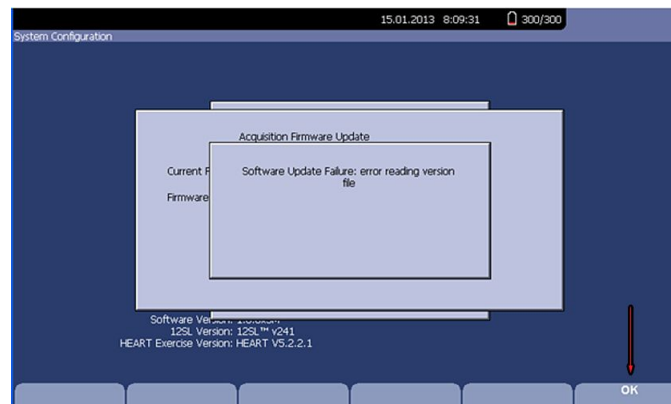 15.01.2013 8:09:31 300/300
System Configuration
Acquisition Firmware Update
Current
Software Update Failure: error reading version
file
Firmware
Software
12SL Version: 12SL™ v241
HEART Exercise Version: HEART V5.2.2.1
OK